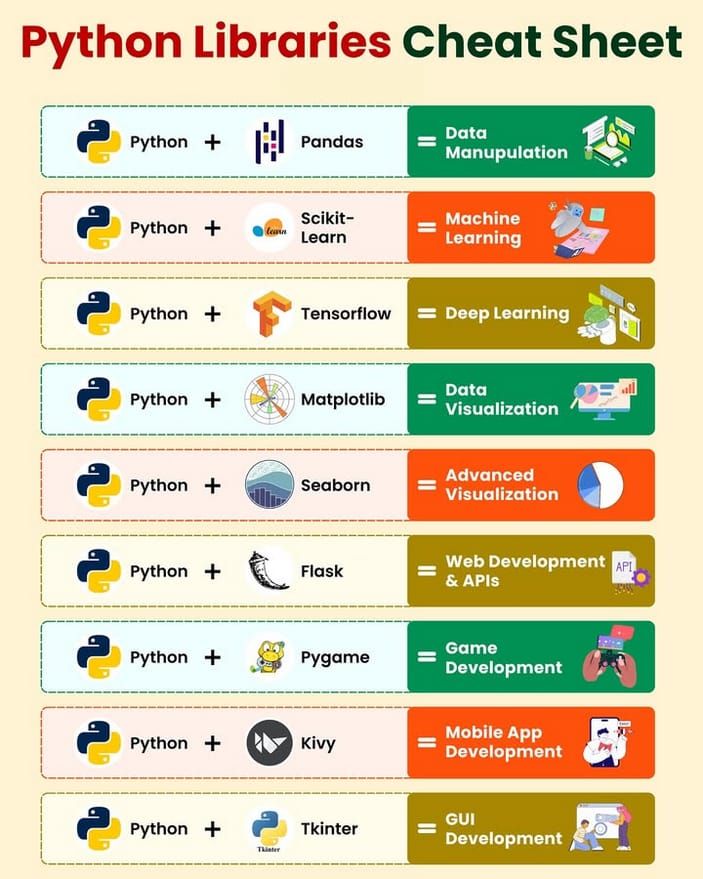 Python Libraries Cheat Sheet
Python + Pandas = Data
Manupulation
Python + learn Scikit-
Learn = Machine
Learning
Python + Tensorflow = Deep Learning
Python + Matplotlib = Data
Visualization
Python + Seaborn = Advanced
Visualization
Python + Flask = Web Development
& APIs
API
Python + Pygame = Game
Development
Python + Kivy = Mobile App
Development
Python + Tkinter
Tkinter = GUI
Development